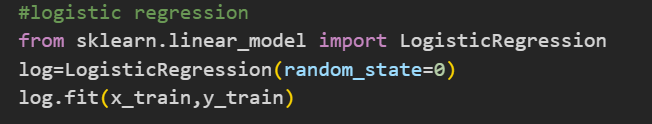 #logistic regression
from sklearn.linear_model import LogisticRegression
log=LogisticRegression(random_state=0)
log.fit(x_train,y_train)